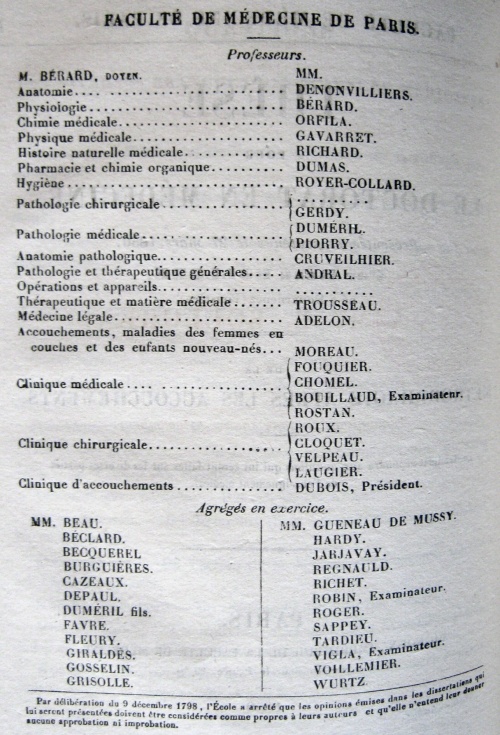 FACULTÉ DE MÉDECINE DE PARIS.
Professeurs.
M. BÉRARD, DOYEN. MM.
Anatomie.......................... DENONVILLIERS.
Physiologie........................ BÉRARD.
Chimie médicale.................... ORFILA.
Physique médicale.................. GAVARRET.
Histoire naturelle médicale........ RICHARD.
Pharmacie et chimie organique...... DUMAS.
Hygiène............................ ROYER-COLLARD.
Pathologie chirurgicale............ GERDY.
Pathologie médicale................ DUMÉRIL.
PIORRY.
Anatomie pathologique.............. CRUVEILHIER.
Pathologie et thérapeutique générales... ANDRAL.
Opérations et appareils............ ..........
Thérapeutique et matière médicale....... TROUSSEAU.
Médecine légale.................... ADELON.
Accouchements, maladies des femmes en
couches et des enfants nouveau-nés... MOREAU.
FOUQUIER.
Clinique médicale.................. CHOMEL.
BOUILLAUD, Examinateur.
ROSTAN.
ROUX.
Clinique chirurgicale.............. CLOQUET.
VELPEAU.
LAUGIER.
Clinique d'accouchements........... DUBOIS, Président.
Agrégés en exercice.
MM. BEAU.
BÉCLARD.
BECQUEREL
BURGUIÈRES.
CAZEAUX.
DEPAUL.
DUMÉRIL fils.
FAVRE.
FLEURY.
GIRALDÈS.
GOSSELIN.
GRISOLLE.
MM. GUENEAU DE MUSSY.
HARDY.
JARJAVAY.
REGNAULD.
RICHET.
ROBIN, Examinateur.
ROGER.
SAPPEY.
TARDIEU.
VIGLA, Examinateur.
VOILLEMIER.
WURTZ.
Par délibération du 9 décembre 1798, l'École a arrêté que les opinions émises dans les dissertations qui
lui seront présentées doivent être considérées comme propres à leurs auteurs et qu'elle n'entend leur donner
aucune approbation ni improbation.